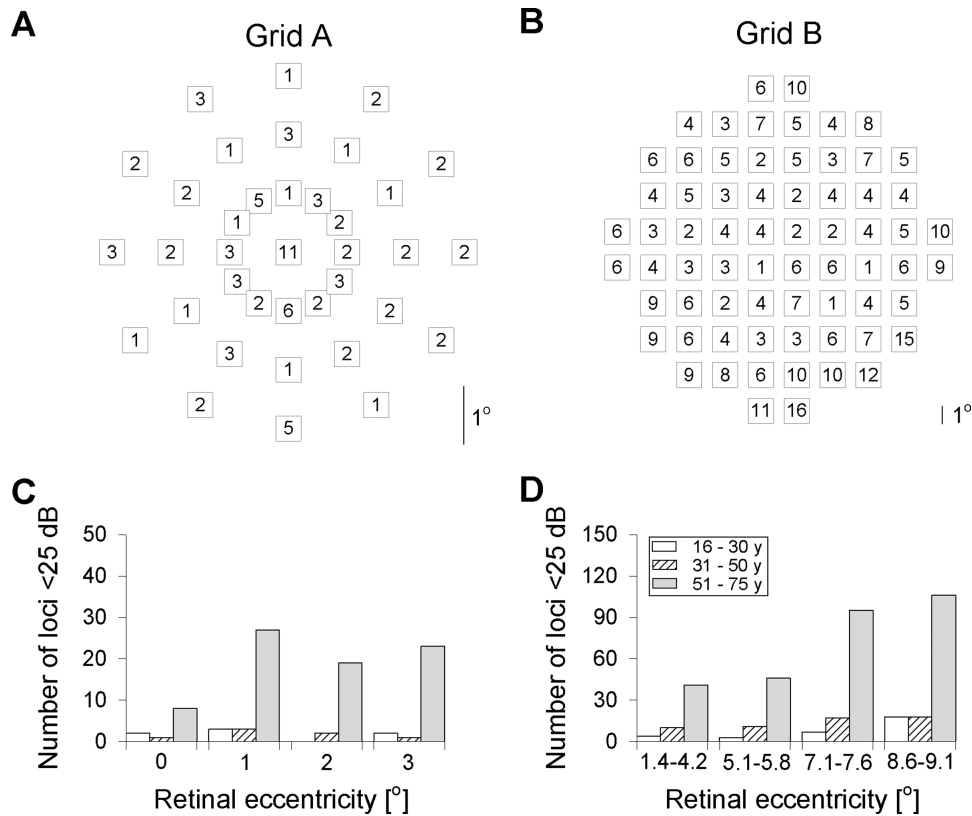 A
Grid A
1
3 2
3
1 1
2 2
1
5 3
2 1
1 2
3 2 3 11 2 2 2
3 3
2 2
6
1 2
1 2
3 2
1
2 1
5
1o
B
Grid B
6 10
4 3 7 5 4 8
6 6 5 2 5 3 7 5
4 5 3 4 2 4 4 4
6 3 2 4 4 2 2 4 5 10
6 4 3 3 1 6 6 1 6 9
9 6 2 4 7 1 4 5
9 6 4 3 3 6 7 15
9 8 6 10 10 12
11 16
1o
C
Number of loci <25 dB
50
40
30
20
10
0
0 1 2 3
Retinal eccentricity [o]
D
Number of loci <25 dB
150
120
90
60
30
0
16 - 30 y
31 - 50 y
51 - 75 y
1.4-4.2 5.1-5.8 7.1-7.6 8.6-9.1
Retinal eccentricity [o]